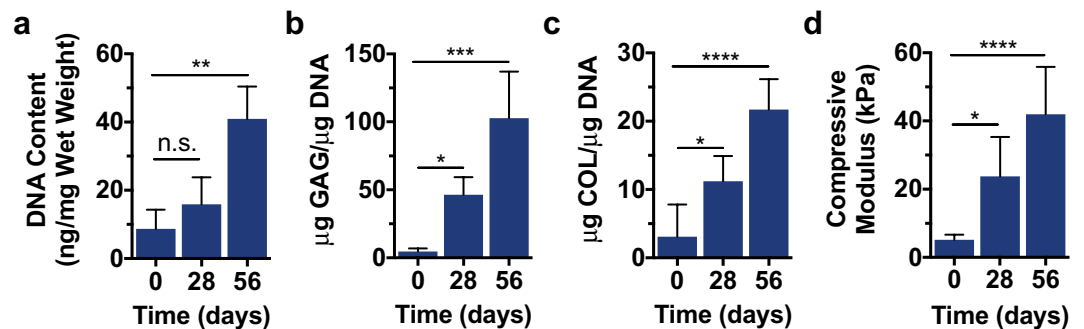 a
DNA Content
(ng/mg Wet Weight)
60
40
20
0
**
n.s.
0 28 56
Time (days)
b
µg GAG/µg DNA
150
100
50
0
***
*
0 28 56
Time (days)
c
µg COL/µg DNA
30
20
10
0
****
*
0 28 56
Time (days)
d
Compressive
Modulus (kPa)
60
40
20
0
****
*
0 28 56
Time (days)